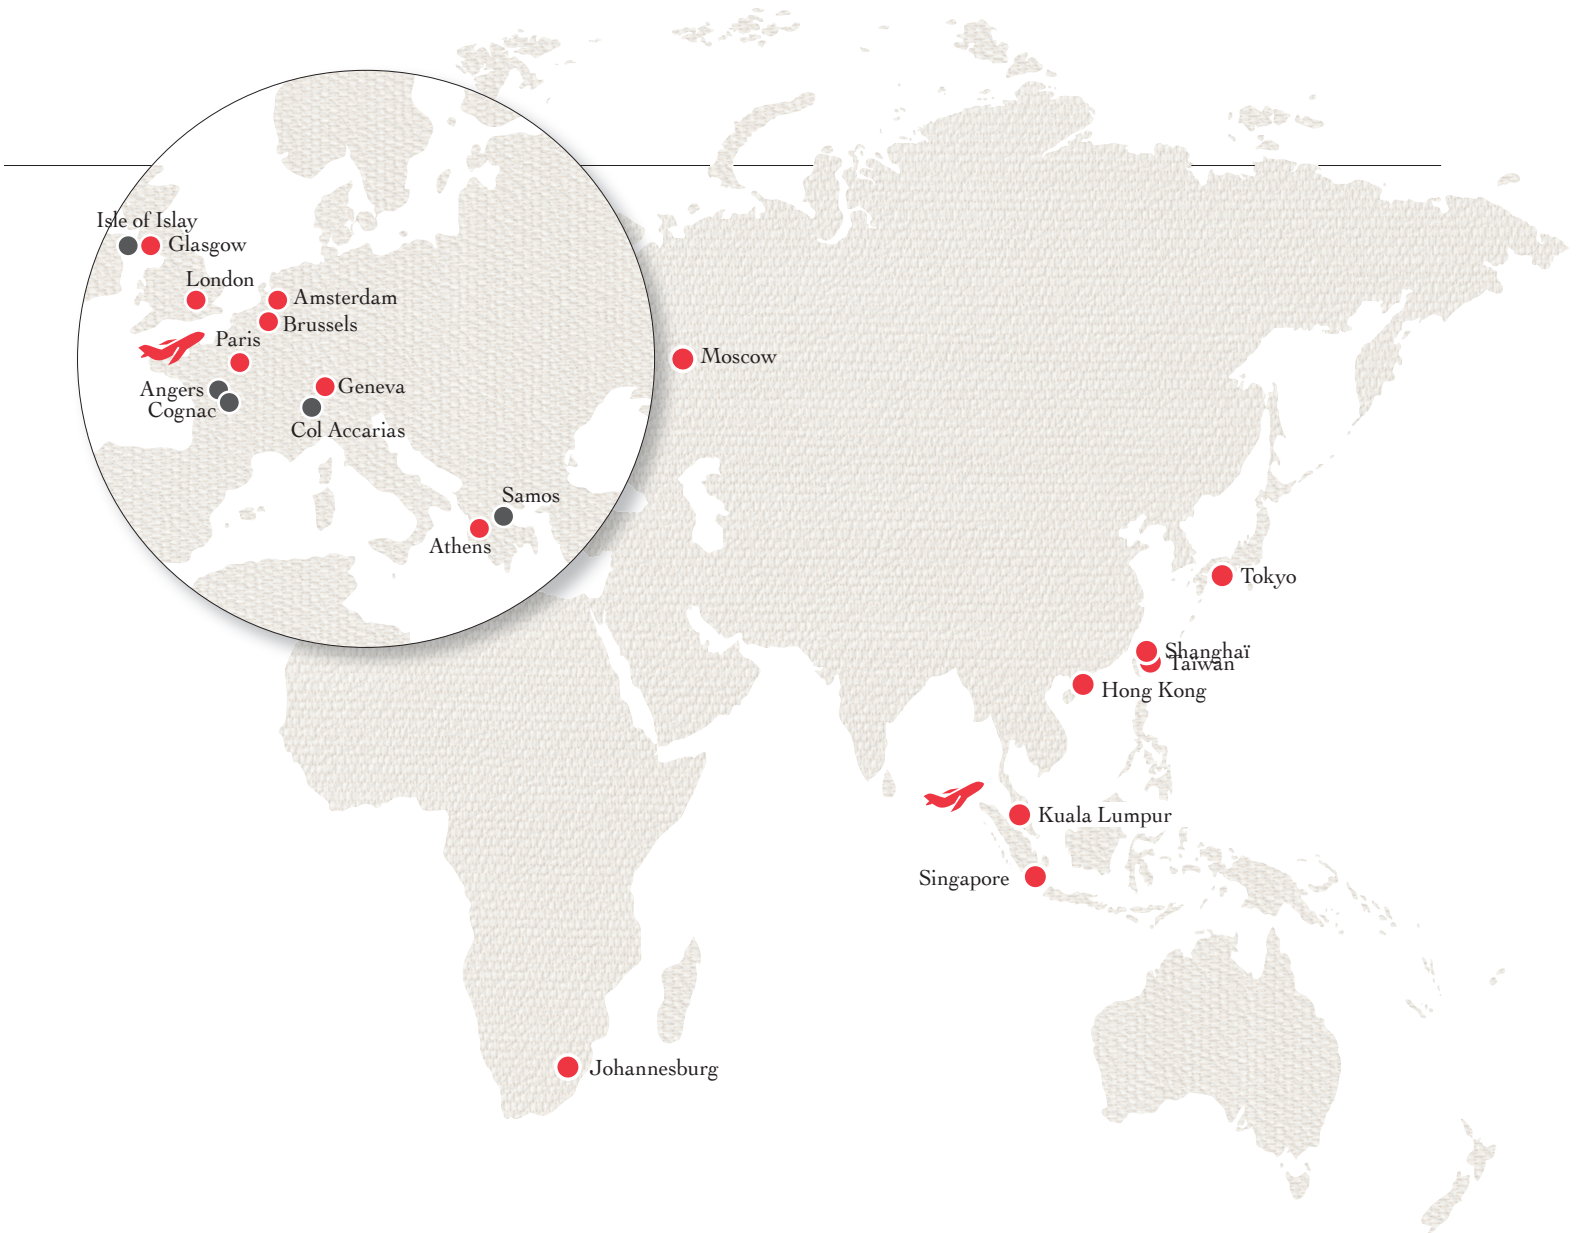 Isle of Islay
Glasgow
London
Amsterdam
Brussels
Paris
Moscow
Angers
Geneva
Cognac
Col Accarias
Samos
Athens
Tokyo
Shanghaï
Taïwan
Hong Kong
Kuala Lumpur
Singapore
Johannesburg